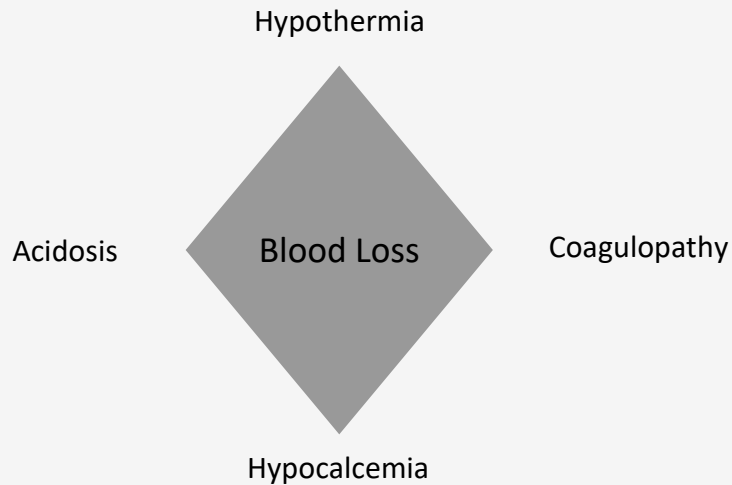 Hypothermia
Acidosis
Blood Loss
Coagulopathy
Hypocalcemia